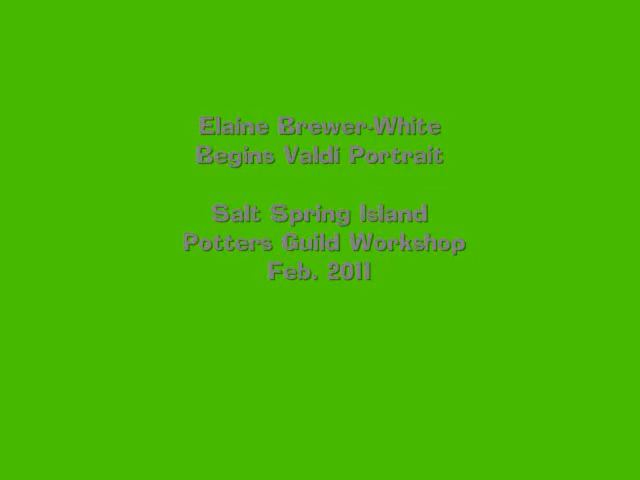 Elaine Brewer-White
Begins Valdi Portrait
Salt Spring Island
Potters Guild Workshop
Feb. 2011